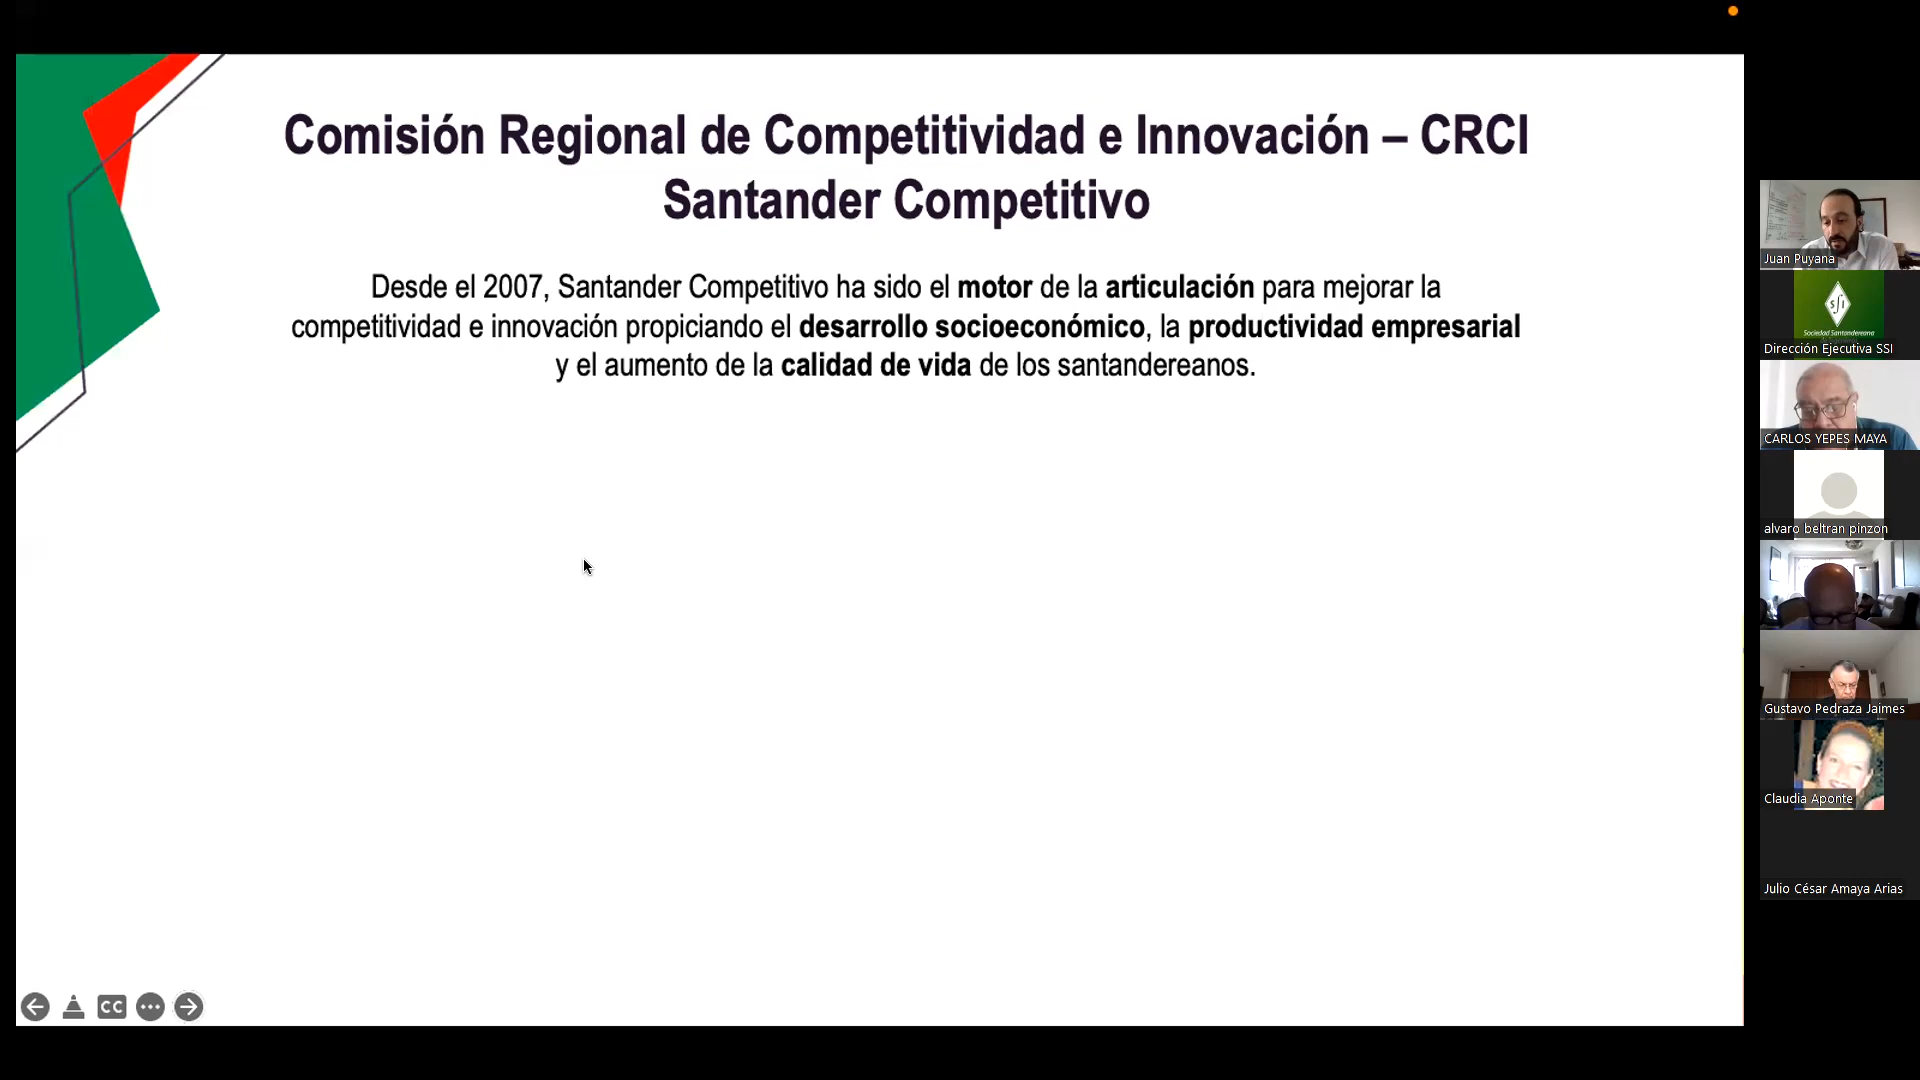 Comisión Regional de Competitividad e Innovación – CRCI
Santander Competitivo
Desde el 2007, Santander Competitivo ha sido el motor de la articulación para mejorar la
competitividad e innovación propiciando el desarrollo socioeconómico, la productividad empresarial
y el aumento de la calidad de vida de los santandereanos.
CC
Juan Puyana
SSI
Sociedad Santandereana
Dirección Ejecutiva SSI
CARLOS YEPES MAYA
alvaro beltran pinzon
Gustavo Pedraza Jaimes
Claudia Aponte
Julio César Amaya Arias